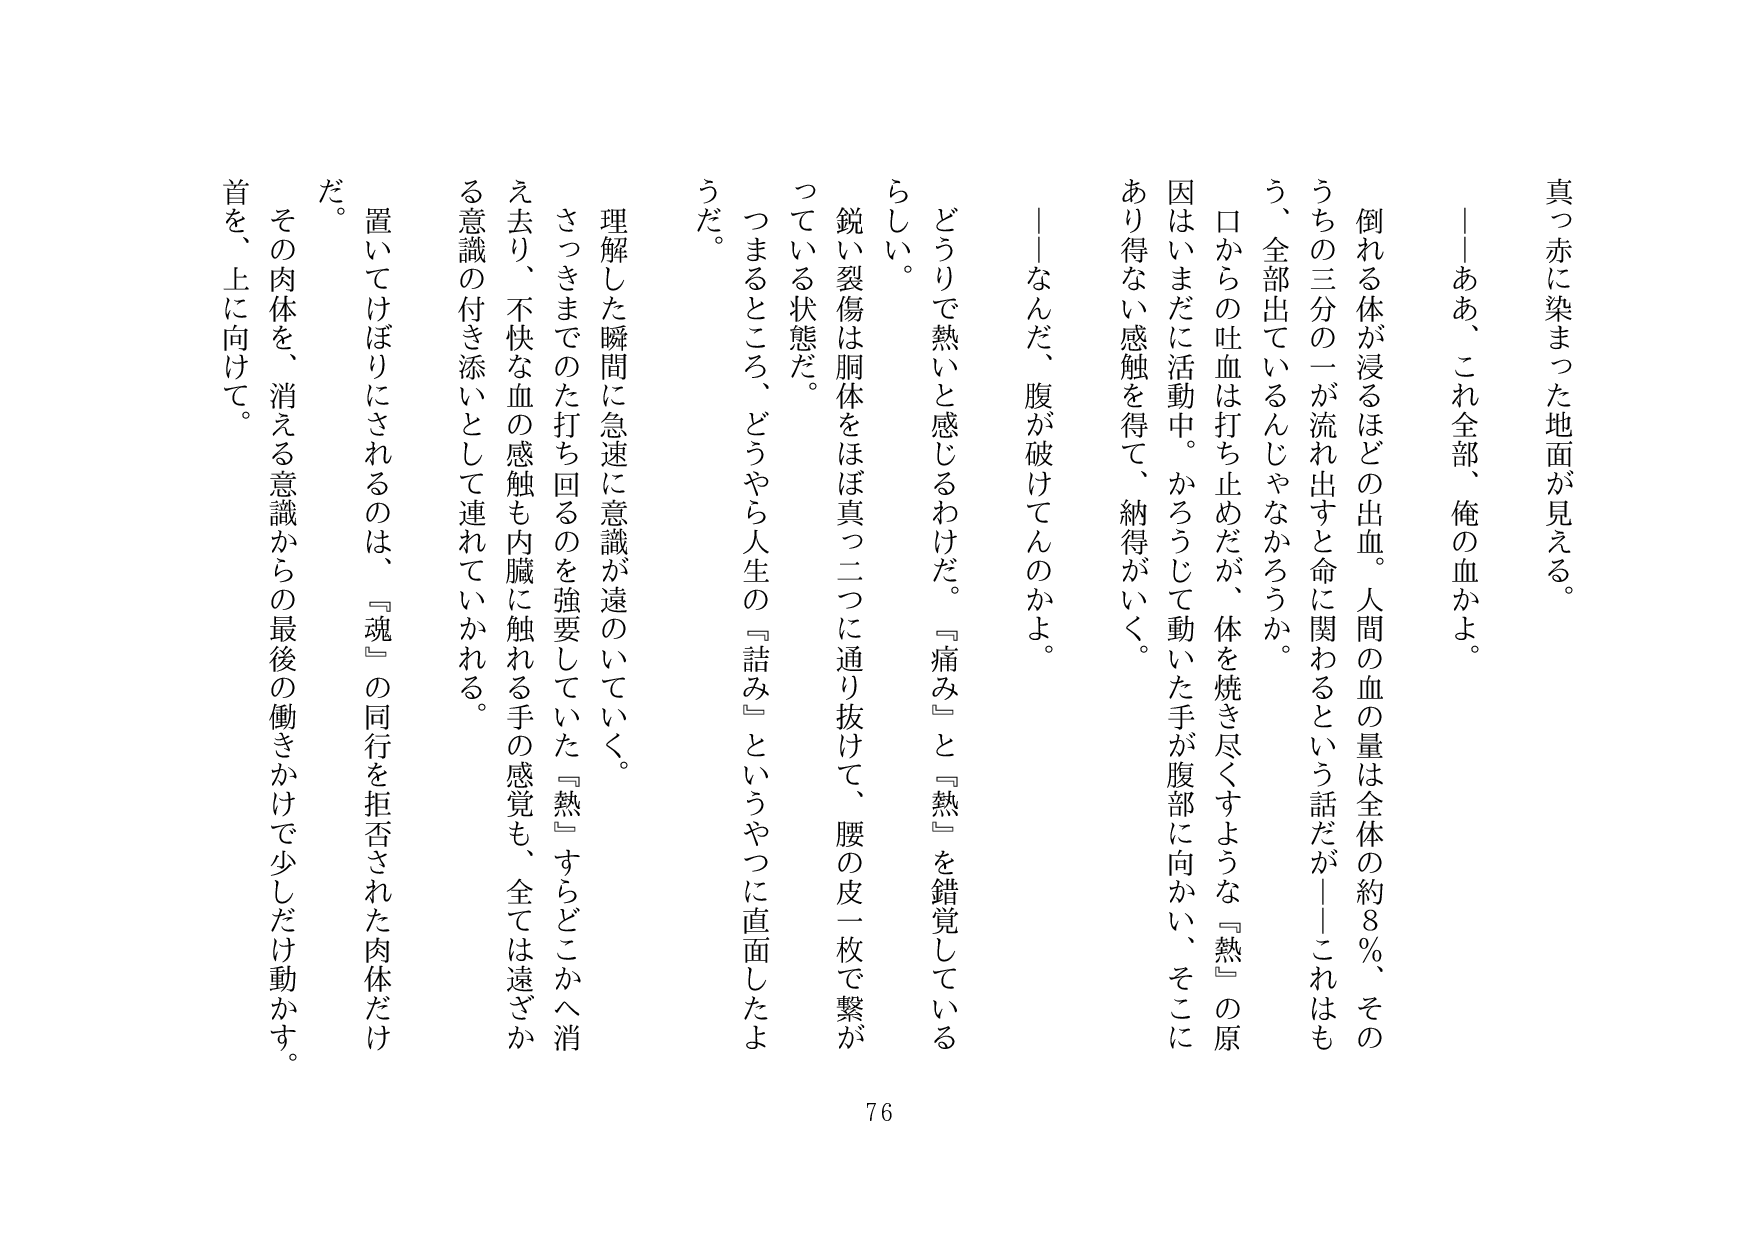 真っ赤に染まった地面が見える。
――ああ、これ全部、俺の血かよ。
倒れる体が浸るほどの出血。人間の血の量は全体の約８％、その
うちの三分の一が流れ出すと命に関わるという話だが――これはも
う、全部出ているんじゃなかろうか。
口からの吐血は打ち止めだが、体を焼き尽くすような『熱』の原
因はいまだに活動中。かろうじて動いた手が腹部に向かい、そこに
あり得ない感触を得て、納得がいく。
――なんだ、腹が破けてんのかよ。
どうりで熱いと感じるわけだ。『痛み』と『熱』を錯覚している
らしい。
鋭い裂傷は胴体をほぼ真っ二つに通り抜けて、腰の皮一枚で繋が
っている状態だ。
つまるところ、どうやら人生の『詰み』というやつに直面したよ
うだ。
理解した瞬間に急速に意識が遠のいていく。
さっきまでのた打ち回るのを強要していた『熱』すらどこかへ消
え去り、不快な血の感触も内臓に触れる手の感覚も、全ては遠ざか
る意識の付き添いとして連れていかれる。
置いてけぼりにされるのは、『魂』の同行を拒否された肉体だけ
だ。
その肉体を、消える意識からの最後の働きかけで少しだけ動かす。
首を、上に向けて。
76